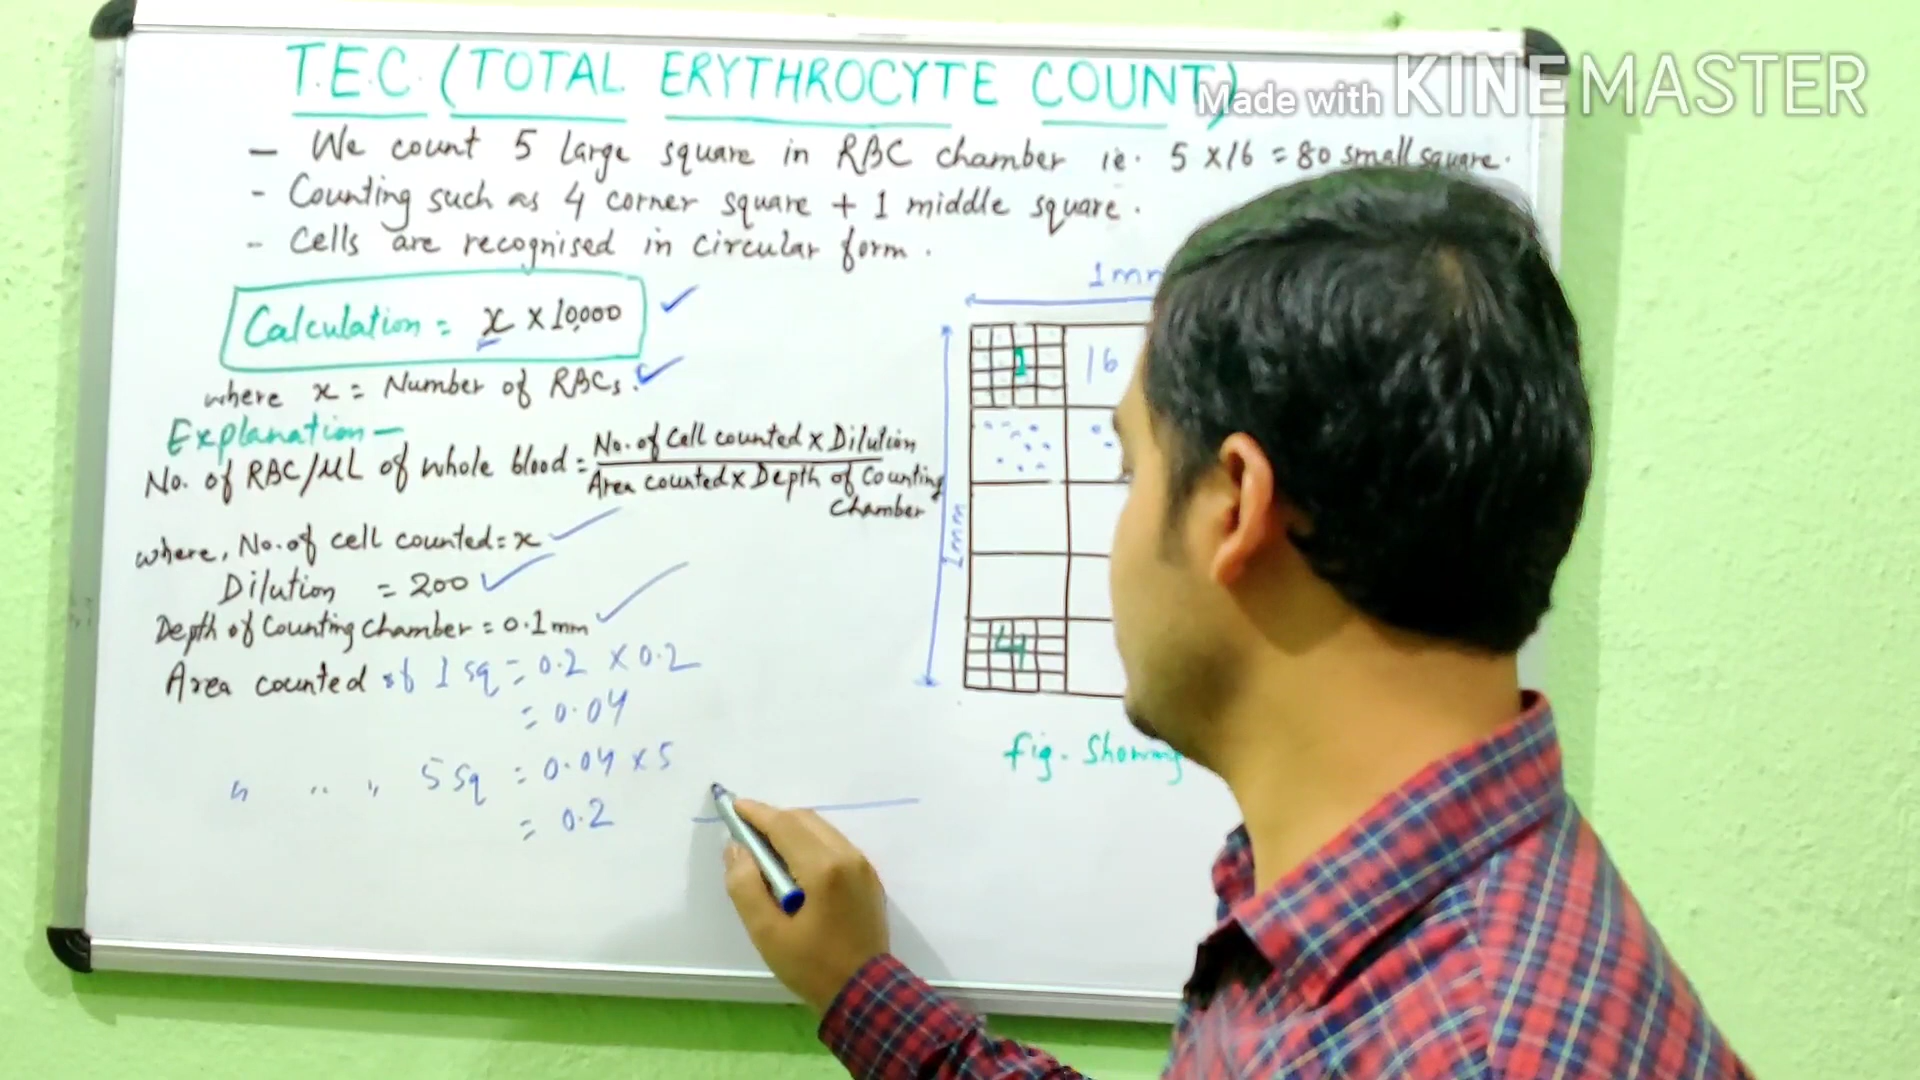 T.E.C. (TOTAL ERYTHROCYTE COUNT)
Made with KINEMASTER
- We count 5 large square in RBC chamber ie. 5 x 16 = 80 small square.
- Counting such as 4 corner square + 1 middle square.
- Cells are recognised in circular form.
Calculation = x x 10,000
where x = Number of RBCs.
Explanation -
No. of RBC/ML of whole blood = No. of Cell counted x Dilution
Area counted x Depth of Counting
Chamber
where, No. of cell counted = x
Dilution = 200
Depth of Counting chamber = 0.1mm
Area counted of 1 sq = 0.2 x 0.2
= 0.04
" " " 5 sq = 0.04 x 5
= 0.2
1mm
1
16
1mm
4
fig. Showing